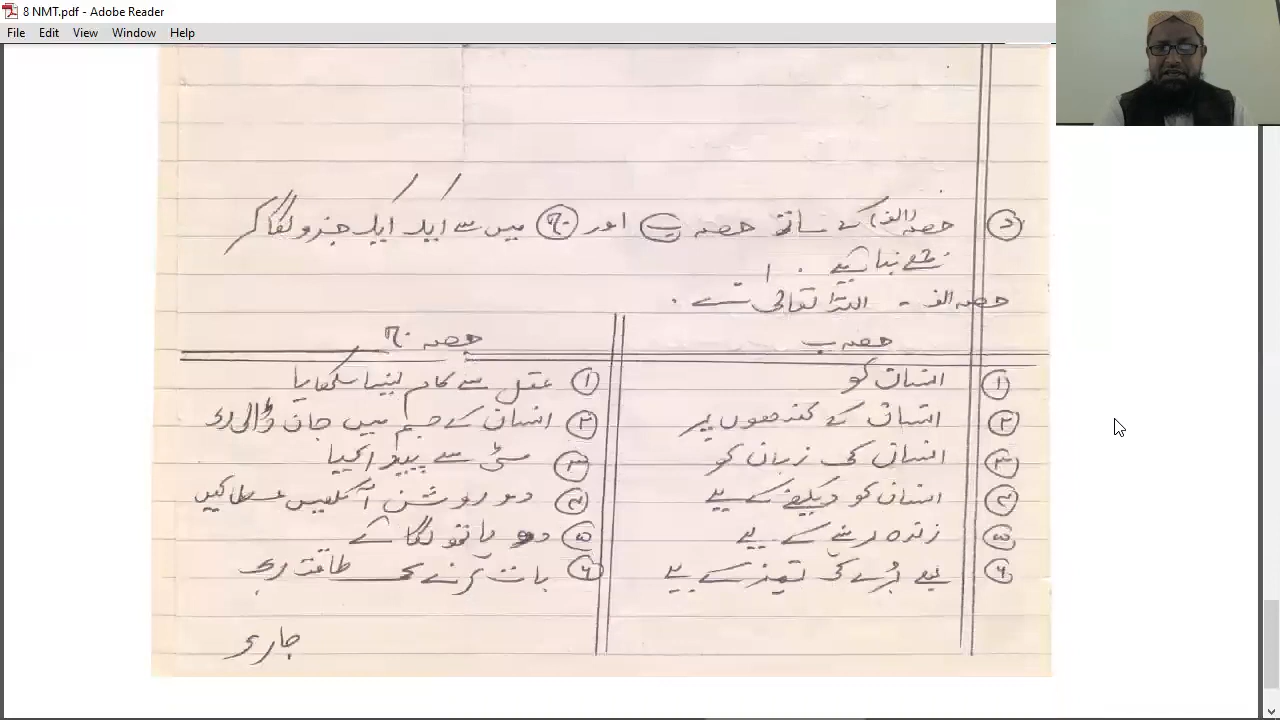 8 NMT.pdf - Adobe Reader
File Edit View Window Help
۵ حصہ (الف) کے ساتھ حصہ ب اور ج میں سے ایک ایک جزو لگا کر
جملے بنائیے .
حصہ الف - اللہ تعالیٰ نے .
حصہ ب حصہ ج
۱ انسان کو ۱ عقل سے کام لینا سکھایا
۲ انسان کے کندھوں پر ۲ انسان کے جسم میں جان ڈالی
۳ انسان کی زبان کو ۳ مٹی سے پیدا کیا
۴ انسان کو دیکھنے کے لیے ۴ دو روشن آنکھیں عطا کیں
۵ زندہ رہنے کے لیے ۵ دو ہاتھ لگائے
۶ بُرے کی تمیز کے لیے ۶ بات کرنے کی طاقت دی
جاری